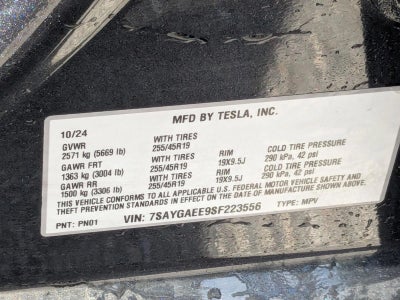 MFD BY TESLA, INC.
10/24
GVWR WITH TIRES
2571 kg (5669 lb) 255/45R19
GAWR FRT WITH TIRES RIM COLD TIRE PRESSURE
1363 kg (3004 lb) 255/45R19 19X9.5J 290 kPa, 42 psi
GAWR RR WITH TIRES RIM COLD TIRE PRESSURE
1500 kg (3306 lb) 255/45R19 19X9.5J 290 kPa, 42 psi
THIS VEHICLE CONFORMS TO ALL APPLICABLE U.S. FEDERAL MOTOR VEHICLE SAFETY AND
THEFT PREVENTION STANDARDS IN EFFECT ON THE DATE OF MANUFACTURE SHOWN ABOVE.
PNT: PN01 VIN: 7SAYGAEE9SF223556 TYPE: MPV